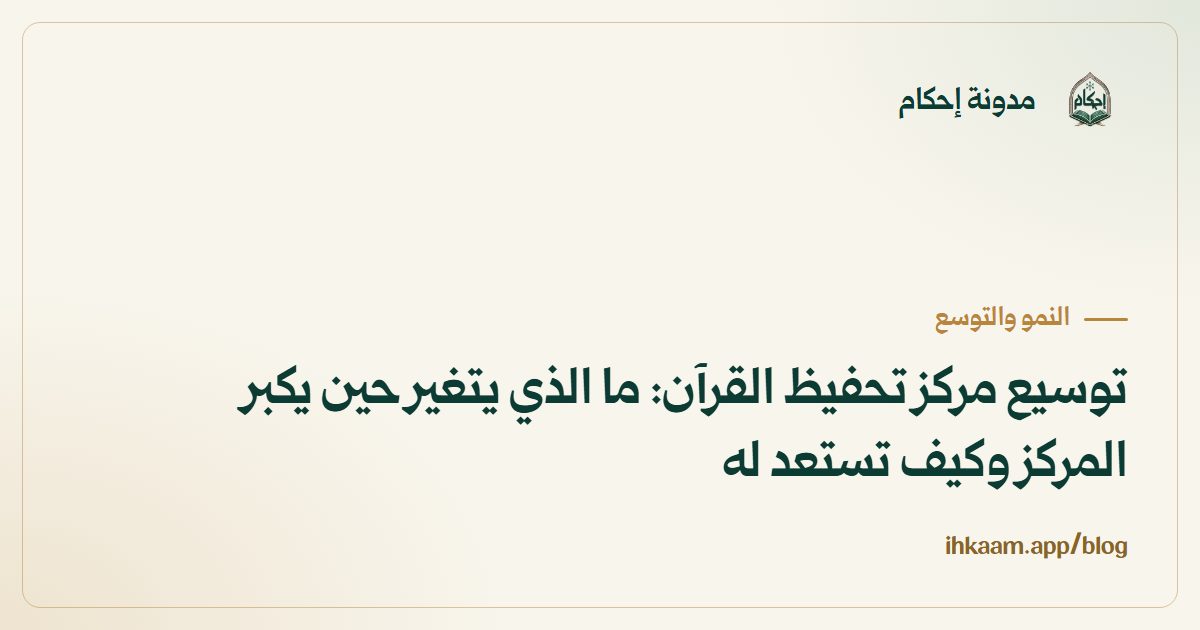 إحكام
مدونة إحكام
النمو والتوسع
توسيع مركز تحفيظ القرآن: ما الذي يتغير حين يكبر
المركز وكيف تستعد له
ihkaam.app/blog